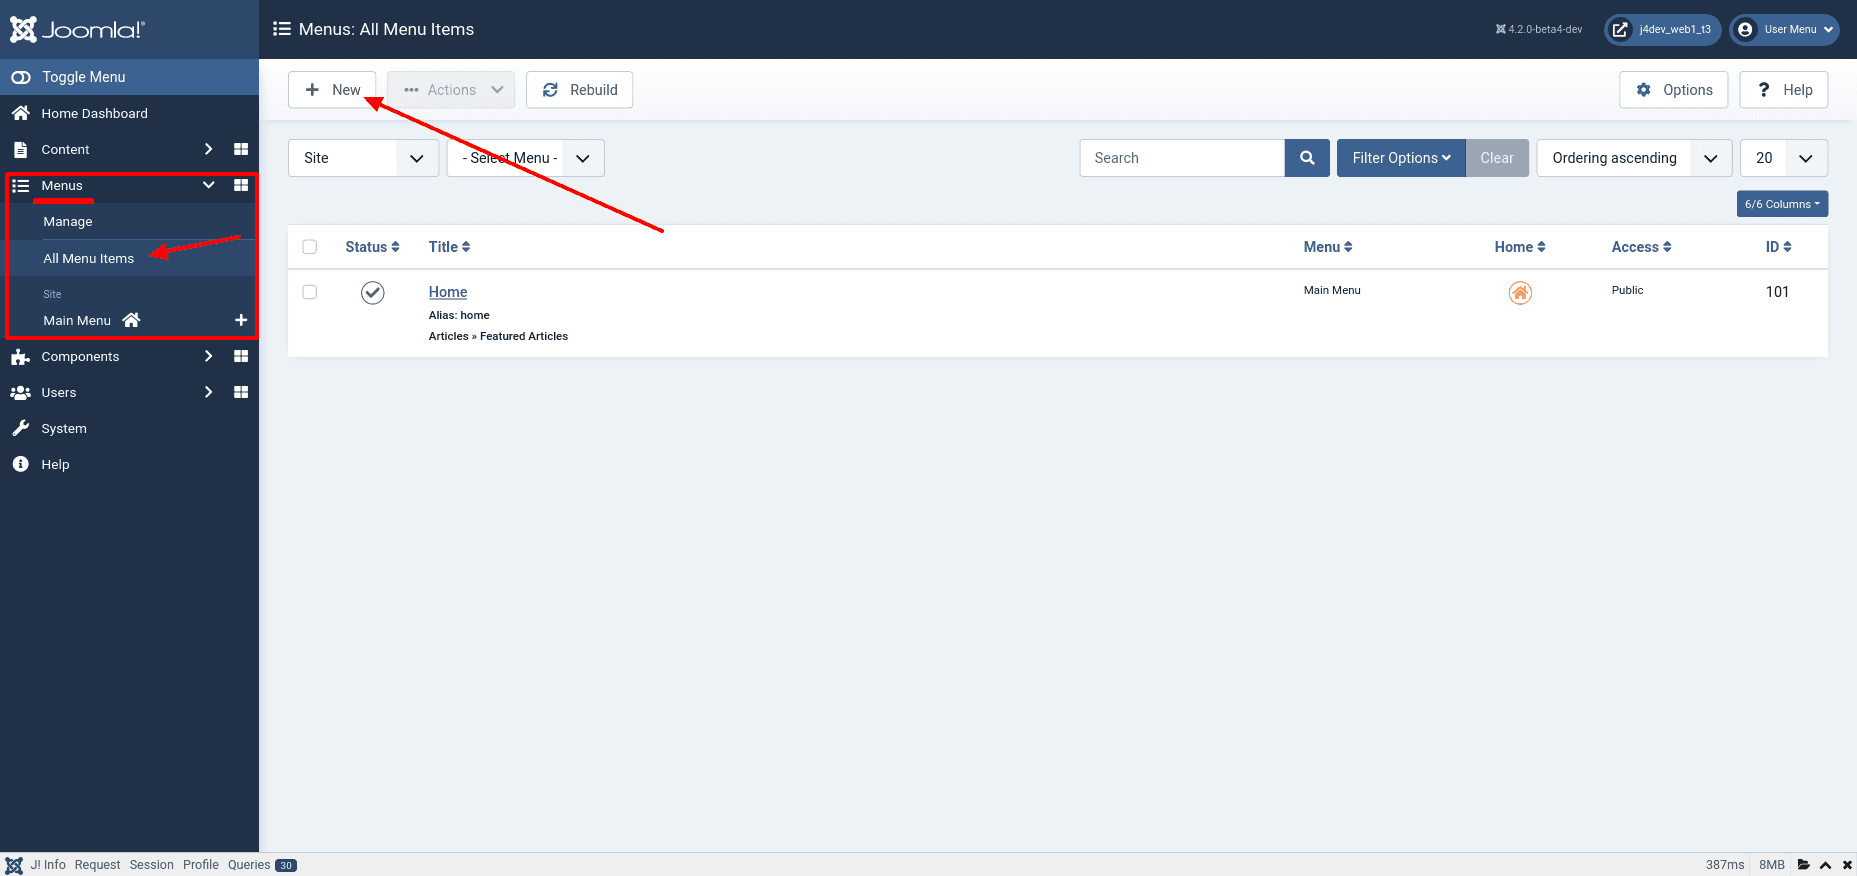 Joomla!®
Menus: All Menu Items
4.2.0-beta4-dev
j4dev_web1_t3
User Menu
Toggle Menu
Home Dashboard
Content
Menus
Manage
All Menu Items
Site
Main Menu
Components
Users
System
Help
New
Actions
Rebuild
Options
Help
Site
- Select Menu -
Search
Filter Options
Clear
Ordering ascending
20
6/6 Columns
Status Title Menu Home Access ID
Home Main Menu Public 101
Alias: home
Articles » Featured Articles
J! Info Request Session Profile Queries 30 387ms 8MB